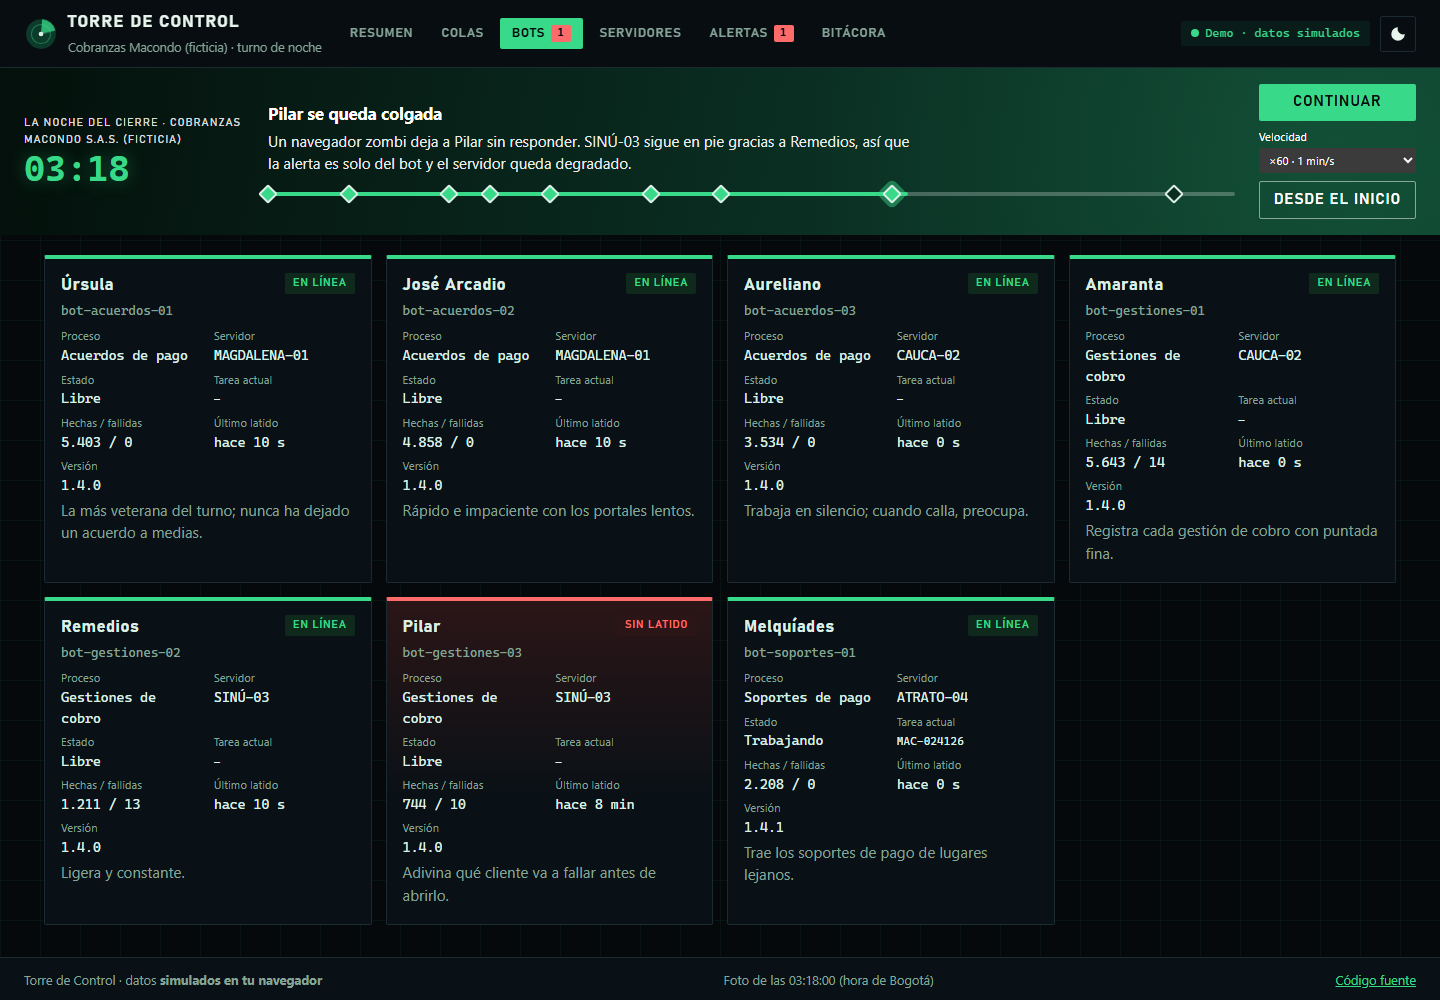 TORRE DE CONTROL
Cobranzas Macondo (ficticia) · turno de noche
RESUMEN
COLAS
BOTS 1
SERVIDORES
ALERTAS 1
BITÁCORA
Demo · datos simulados
LA NOCHE DEL CIERRE · COBRANZAS
MACONDO S.A.S. (FICTICIA)
03:18
Pilar se queda colgada
Un navegador zombi deja a Pilar sin responder. SINÚ-03 sigue en pie gracias a Remedios, así que
la alerta es solo del bot y el servidor queda degradado.
CONTINUAR
Velocidad
×60 · 1 min/s
DESDE EL INICIO
Úrsula EN LÍNEA
bot-acuerdos-01
Proceso Servidor
Acuerdos de pago MAGDALENA-01
Estado Tarea actual
Libre –
Hechas / fallidas Último latido
5.403 / 0 hace 10 s
Versión
1.4.0
La más veterana del turno; nunca ha dejado
un acuerdo a medias.
José Arcadio EN LÍNEA
bot-acuerdos-02
Proceso Servidor
Acuerdos de pago MAGDALENA-01
Estado Tarea actual
Libre –
Hechas / fallidas Último latido
4.858 / 0 hace 10 s
Versión
1.4.0
Rápido e impaciente con los portales lentos.
Aureliano EN LÍNEA
bot-acuerdos-03
Proceso Servidor
Acuerdos de pago CAUCA-02
Estado Tarea actual
Libre –
Hechas / fallidas Último latido
3.534 / 0 hace 0 s
Versión
1.4.0
Trabaja en silencio; cuando calla, preocupa.
Amaranta EN LÍNEA
bot-gestiones-01
Proceso Servidor
Gestiones de CAUCA-02
cobro
Estado Tarea actual
Libre –
Hechas / fallidas Último latido
5.643 / 14 hace 0 s
Versión
1.4.0
Registra cada gestión de cobro con puntada
fina.
Remedios EN LÍNEA
bot-gestiones-02
Proceso Servidor
Gestiones de SINÚ-03
cobro
Estado Tarea actual
Libre –
Hechas / fallidas Último latido
1.211 / 13 hace 10 s
Versión
1.4.0
Ligera y constante.
Pilar SIN LATIDO
bot-gestiones-03
Proceso Servidor
Gestiones de SINÚ-03
cobro
Estado Tarea actual
Libre –
Hechas / fallidas Último latido
744 / 10 hace 8 min
Versión
1.4.0
Adivina qué cliente va a fallar antes de
abrirlo.
Melquíades EN LÍNEA
bot-soportes-01
Proceso Servidor
Soportes de pago ATRATO-04
Estado Tarea actual
Trabajando MAC-024126
Hechas / fallidas Último latido
2.208 / 0 hace 0 s
Versión
1.4.1
Trae los soportes de pago de lugares
lejanos.
Torre de Control · datos simulados en tu navegador
Foto de las 03:18:00 (hora de Bogotá)
Código fuente